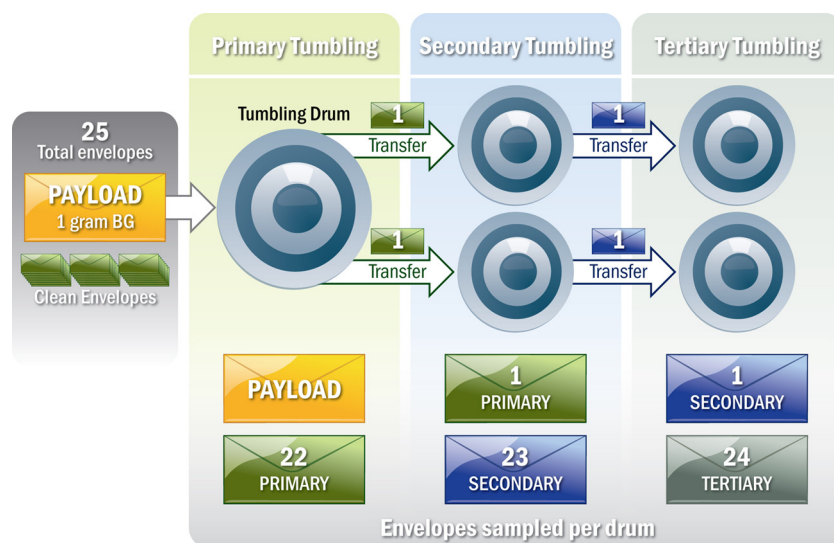 Primary Tumbling
Secondary Tumbling
Tertiary Tumbling
25
Total envelopes
PAYLOAD
1 gram BG
Clean Envelopes
Tumbling Drum
1
Transfer
1
Transfer
1
Transfer
1
Transfer
PAYLOAD
1
PRIMARY
1
SECONDARY
22
PRIMARY
23
SECONDARY
24
TERTIARY
Envelopes sampled per drum